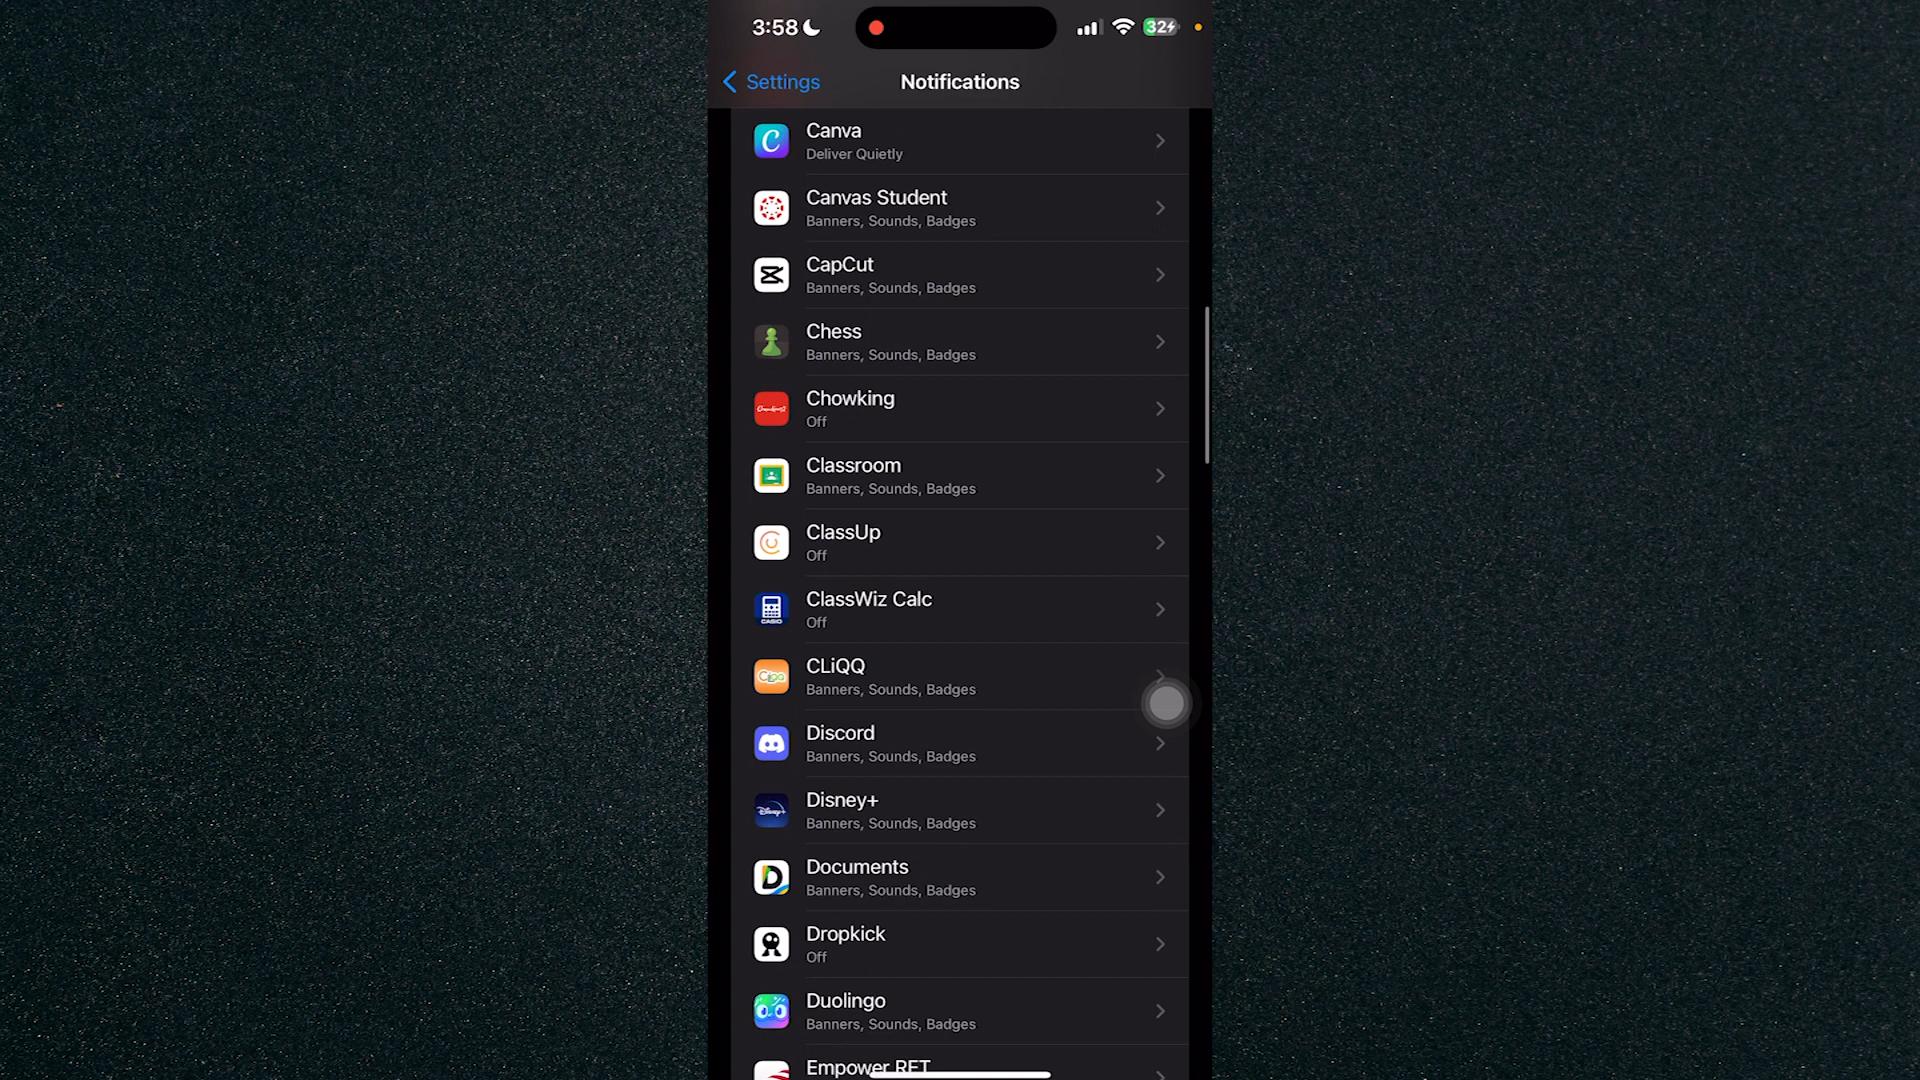 3:58
32
Settings
Notifications
Canva
Deliver Quietly
Canvas Student
Banners, Sounds, Badges
CapCut
Banners, Sounds, Badges
Chess
Banners, Sounds, Badges
Chowking
Off
Classroom
Banners, Sounds, Badges
ClassUp
Off
CASIO
ClassWiz Calc
Off
CLiQQ
Banners, Sounds, Badges
Discord
Banners, Sounds, Badges
Disney+
Disney+
Banners, Sounds, Badges
Documents
Banners, Sounds, Badges
Dropkick
Off
Duolingo
Banners, Sounds, Badges
Empower RET